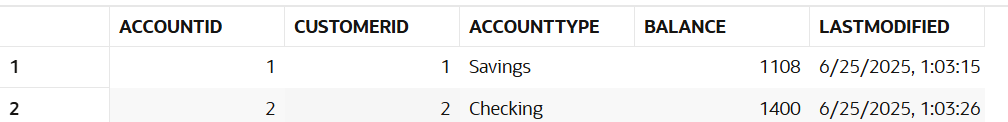 ACCOUNTID CUSTOMERID ACCOUNTTYPE BALANCE LASTMODIFIED
1 1 1 Savings 1108 6/25/2025, 1:03:15
2 2 2 Checking 1400 6/25/2025, 1:03:26